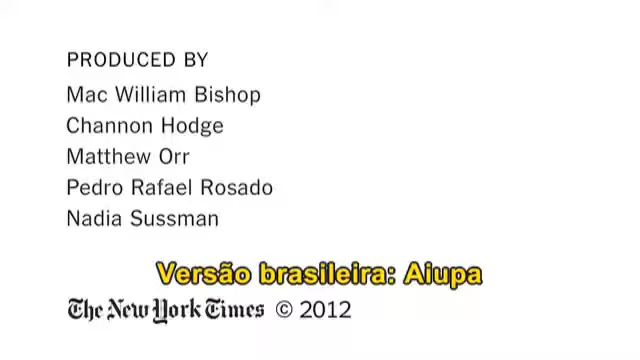 PRODUCED BY
Mac William Bishop
Channon Hodge
Matthew Orr
Pedro Rafael Rosado
Nadia Sussman
Versão brasileira: Aiupa
The New York Times © 2012